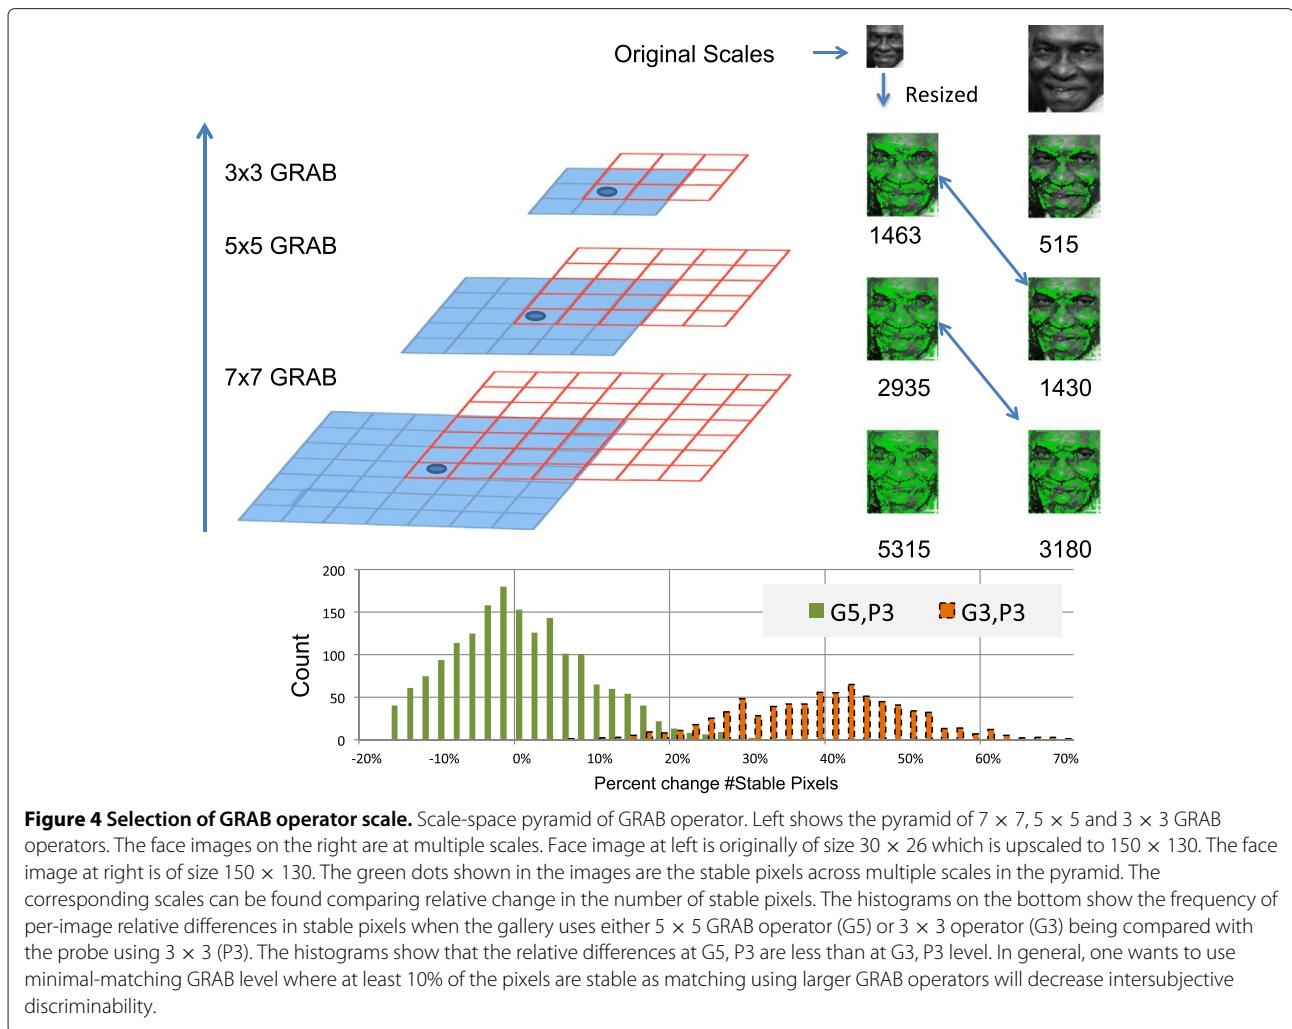 Original Scales
Resized
3x3 GRAB
1463
515
5x5 GRAB
2935
1430
7x7 GRAB
5315
3180
200
150
100
50
0
Count
G5,P3
G3,P3
-20%
-10%
0%
10%
20%
30%
40%
50%
60%
70%
Percent change #Stable Pixels
Figure 4 Selection of GRAB operator scale. Scale-space pyramid of GRAB operator. Left shows the pyramid of 7 × 7, 5 × 5 and 3 × 3 GRAB
operators. The face images on the right are at multiple scales. Face image at left is originally of size 30 × 26 which is upscaled to 150 × 130. The face
image at right is of size 150 × 130. The green dots shown in the images are the stable pixels across multiple scales in the pyramid. The
corresponding scales can be found comparing relative change in the number of stable pixels. The histograms on the bottom show the frequency of
per-image relative differences in stable pixels when the gallery uses either 5 × 5 GRAB operator (G5) or 3 × 3 operator (G3) being compared with
the probe using 3 × 3 (P3). The histograms show that the relative differences at G5, P3 are less than at G3, P3 level. In general, one wants to use
minimal-matching GRAB level where at least 10% of the pixels are stable as matching using larger GRAB operators will decrease intersubjective
discriminability.